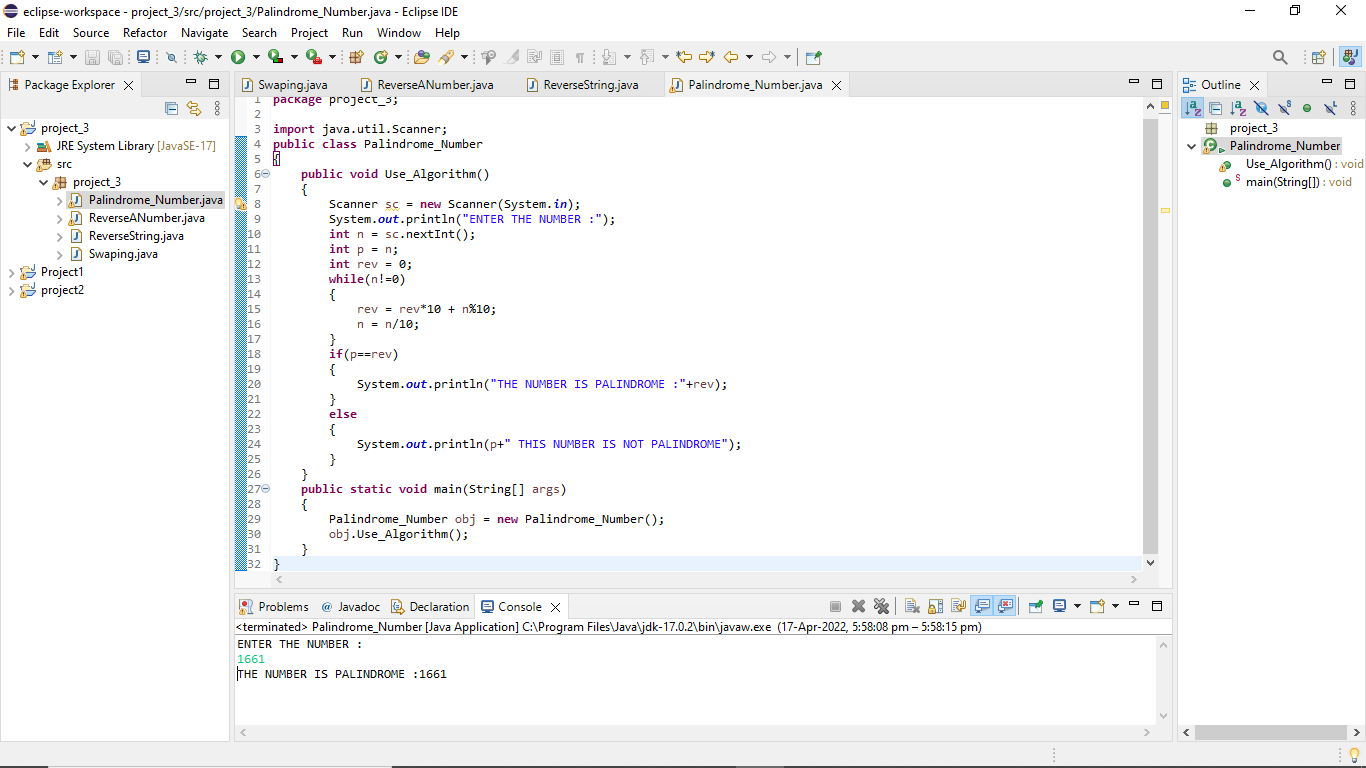 eclipse-workspace - project_3/src/project_3/Palindrome_Number.java - Eclipse IDE
File Edit Source Refactor Navigate Search Project Run Window Help
Package Explorer
project_3
JRE System Library [JavaSE-17]
src
project_3
Palindrome_Number.java
ReverseANumber.java
ReverseString.java
Swaping.java
Project1
project2
Swaping.java ReverseANumber.java ReverseString.java Palindrome_Number.java
1 package project_3;
2
3 import java.util.Scanner;
4 public class Palindrome_Number
5 {
6 public void Use_Algorithm()
7 {
8 Scanner sc = new Scanner(System.in);
9 System.out.println("ENTER THE NUMBER :");
10 int n = sc.nextInt();
11 int p = n;
12 int rev = 0;
13 while(n!=0)
14 {
15 rev = rev*10 + n%10;
16 n = n/10;
17 }
18 if(p==rev)
19 {
20 System.out.println("THE NUMBER IS PALINDROME :"+rev);
21 }
22 else
23 {
24 System.out.println(p+" THIS NUMBER IS NOT PALINDROME");
25 }
26 }
27 public static void main(String[] args)
28 {
29 Palindrome_Number obj = new Palindrome_Number();
30 obj.Use_Algorithm();
31 }
32 }
Outline
project_3
Palindrome_Number
Use_Algorithm() : void
main(String[]) : void
Problems @ Javadoc Declaration Console
<terminated> Palindrome_Number [Java Application] C:\Program Files\Java\jdk-17.0.2\bin\javaw.exe (17-Apr-2022, 5:58:08 pm – 5:58:15 pm)
ENTER THE NUMBER :
1661
THE NUMBER IS PALINDROME :1661